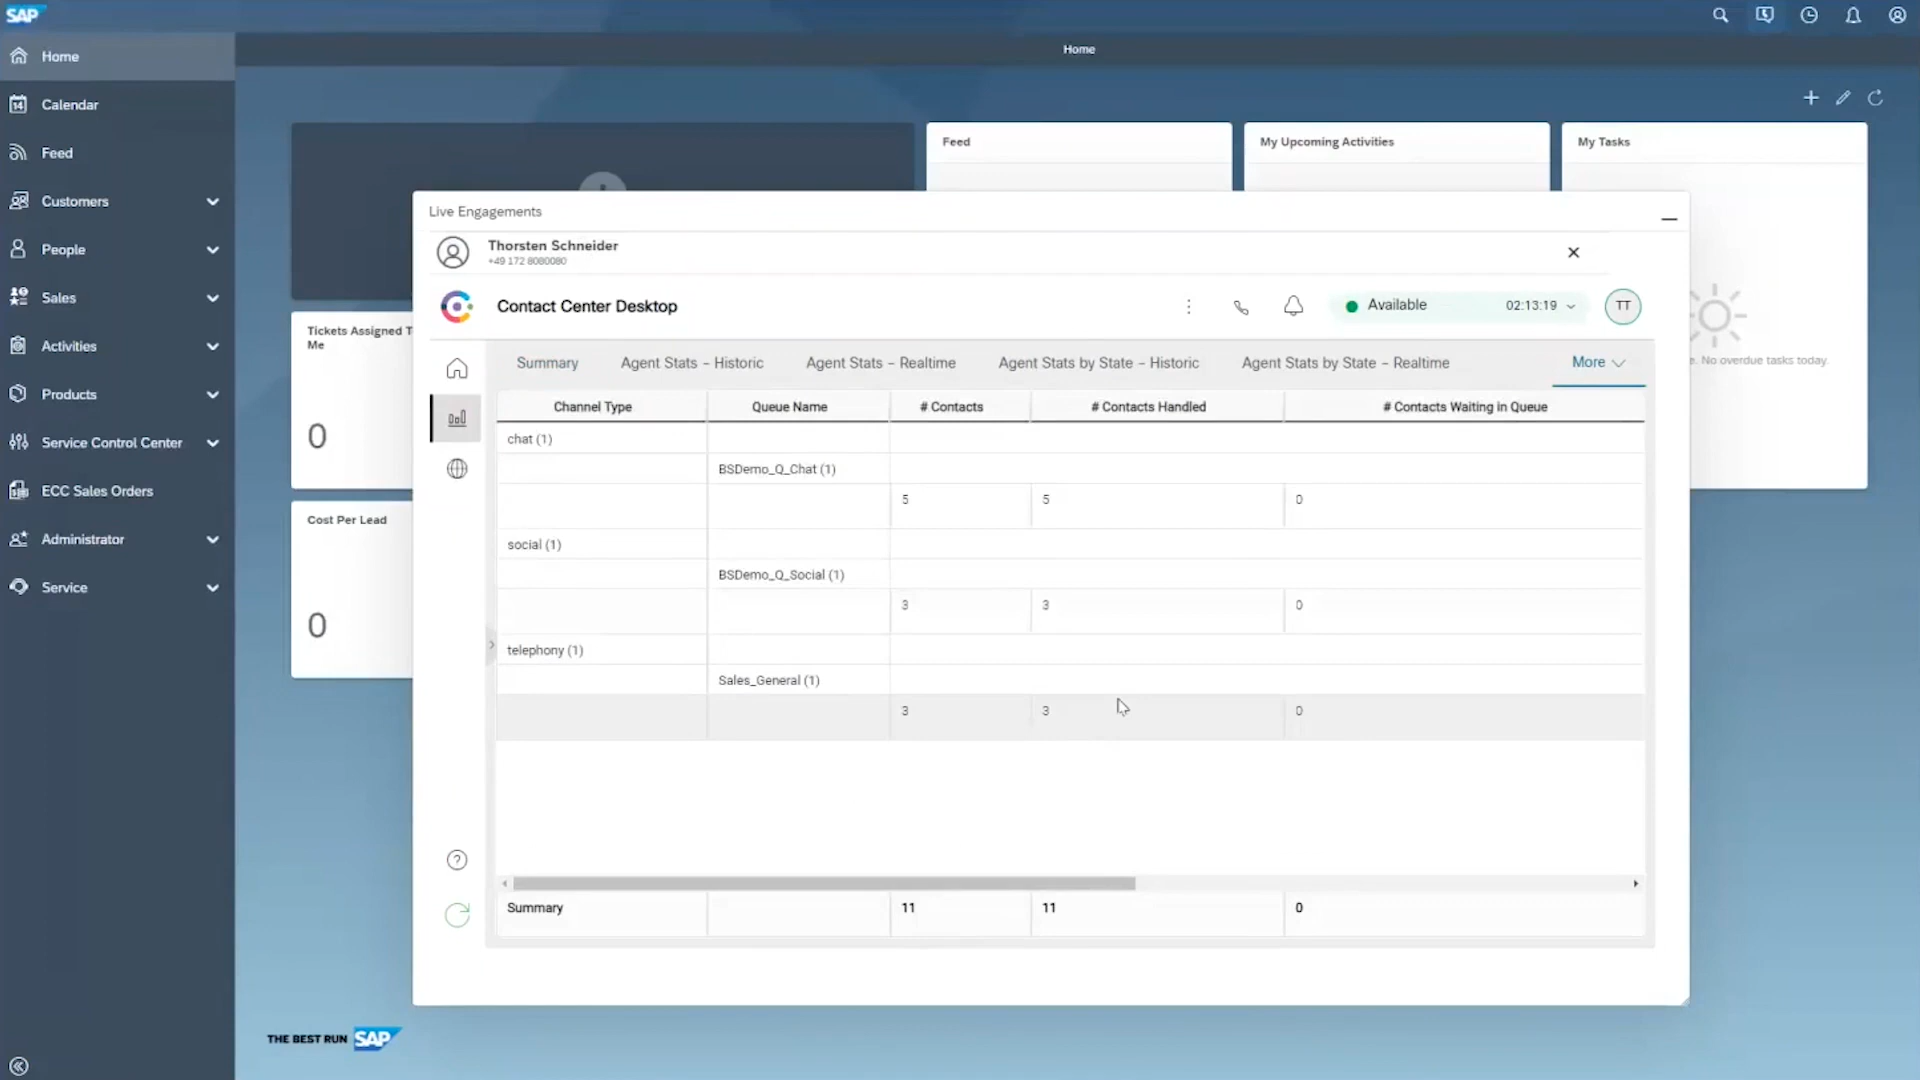 SAP
Home
Home
Calendar
Feed
Customers
People
Sales
Activities
Products
Service Control Center
ECC Sales Orders
Administrator
Service
Feed
My Upcoming Activities
My Tasks
Live Engagements
Thorsten Schneider
+49 172 8080080
Contact Center Desktop
Available
02:13:19
TT
Tickets Assigned T
Me
0
. No overdue tasks today.
Cost Per Lead
0
Summary
Agent Stats – Historic
Agent Stats – Realtime
Agent Stats by State – Historic
Agent Stats by State – Realtime
More
Channel Type
Queue Name
# Contacts
# Contacts Handled
# Contacts Waiting in Queue
chat (1)
BSDemo_Q_Chat (1)
5
5
0
social (1)
BSDemo_Q_Social (1)
3
3
0
telephony (1)
Sales_General (1)
3
3
0
Summary
11
11
0
THE BEST RUN SAP